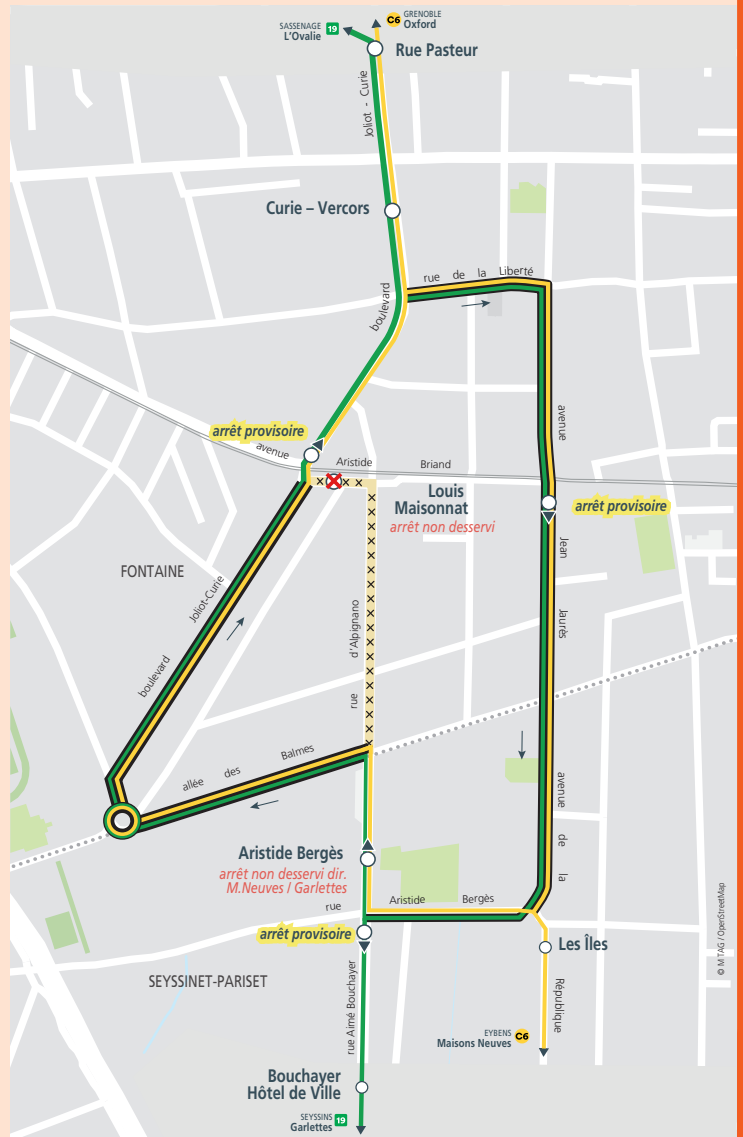 SASSENAGE
L'Ovalie
19
C6
GRENOBLE
Oxford
Rue Pasteur
Joliot - Curie
Curie – Vercors
rue de la Liberté
boulevard
arrêt provisoire
avenue
Aristide Briand
avenue
Louis
Maisonnat
arrêt non desservi
arrêt provisoire
FONTAINE
Jean
Joliot-Curie
boulevard
d'Alpignano
rue
Jaurès
allée des Balmes
avenue de la
Aristide Bergès
arrêt non desservi dir.
M.Neuves / Garlettes
rue Aristide Bergès
arrêt provisoire
Les Îles
SEYSSINET-PARISET
rue Aimé Bouchayer
République
EYBENS
Maisons Neuves
C6
Bouchayer
Hôtel de Ville
SEYSSINS
Garlettes
19
© M TAG / OpenStreetMap